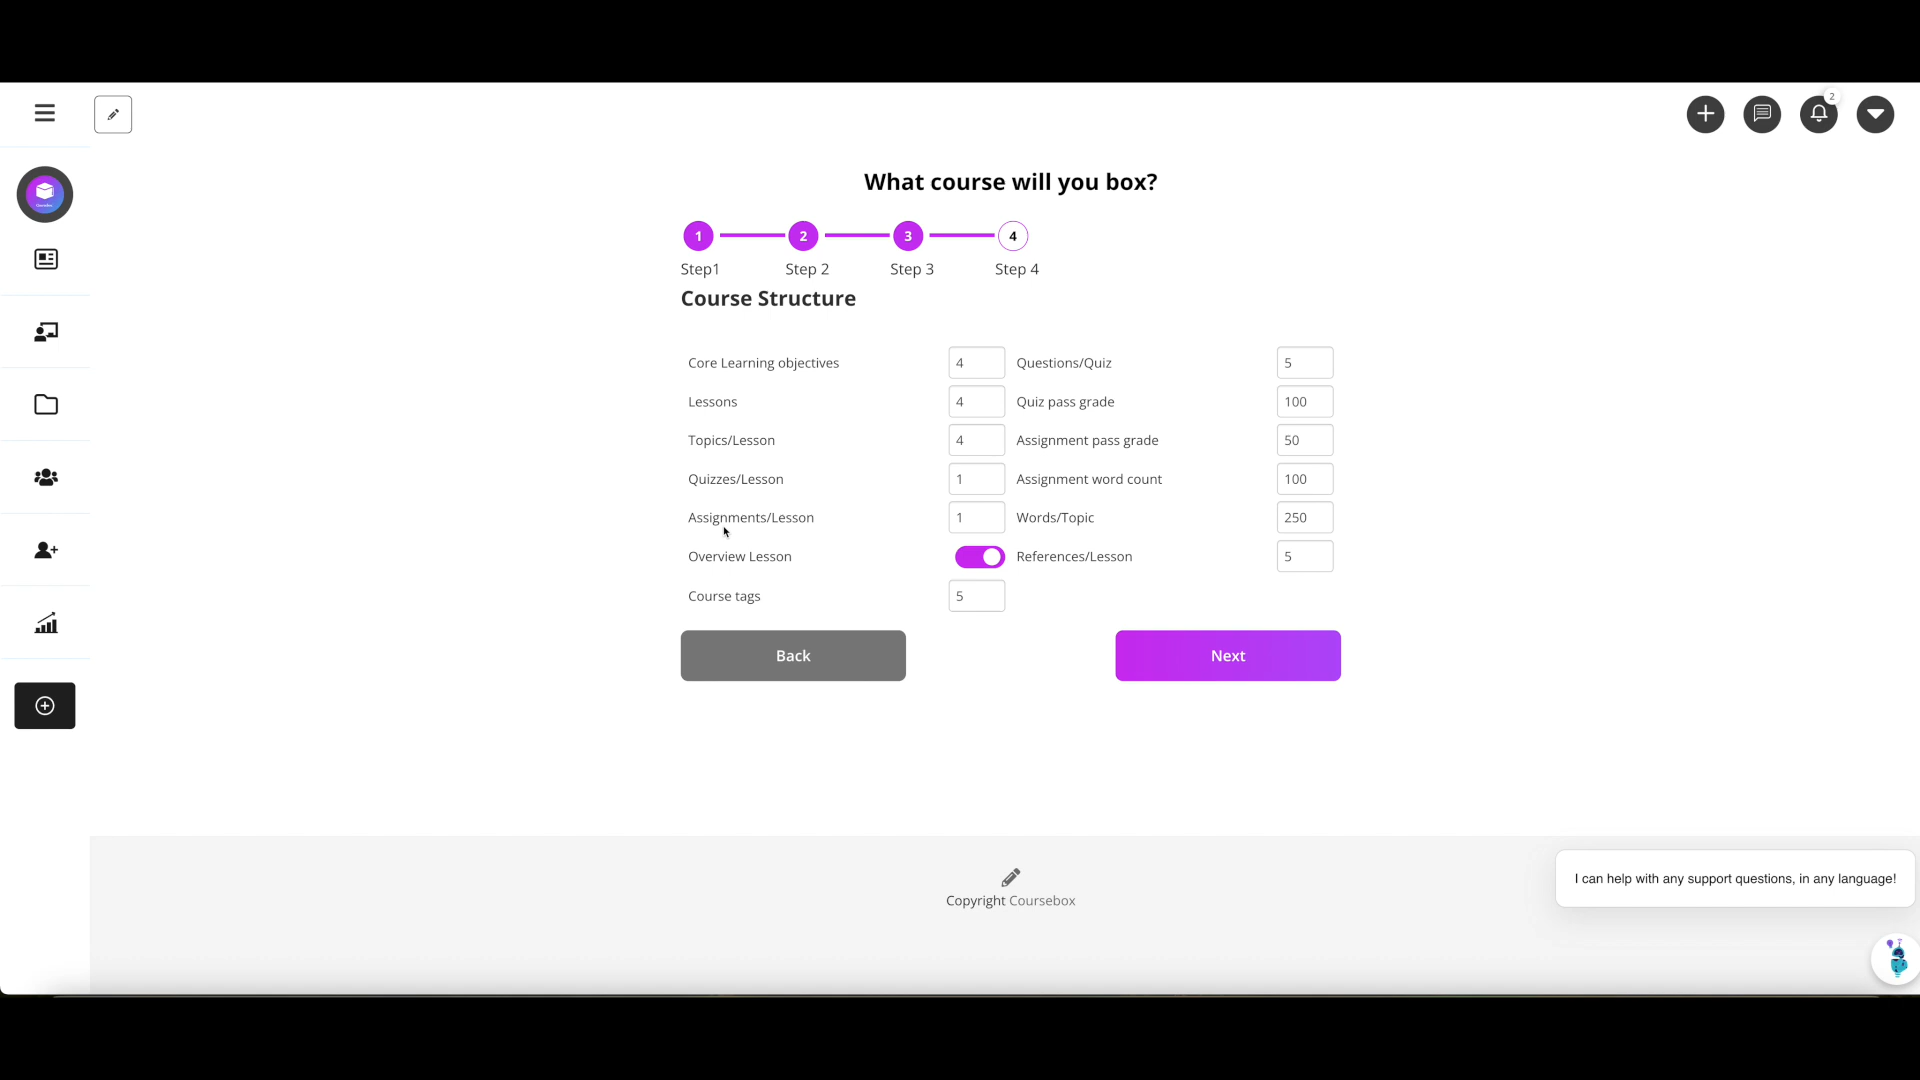 2
What course will you box?
1 2 3 4
Step1 Step 2 Step 3 Step 4
Course Structure
Core Learning objectives 4 Questions/Quiz 5
Lessons 4 Quiz pass grade 100
Topics/Lesson 4 Assignment pass grade 50
Quizzes/Lesson 1 Assignment word count 100
Assignments/Lesson 1 Words/Topic 250
Overview Lesson References/Lesson 5
Course tags 5
Back Next
I can help with any support questions, in any language!
Copyright Coursebox